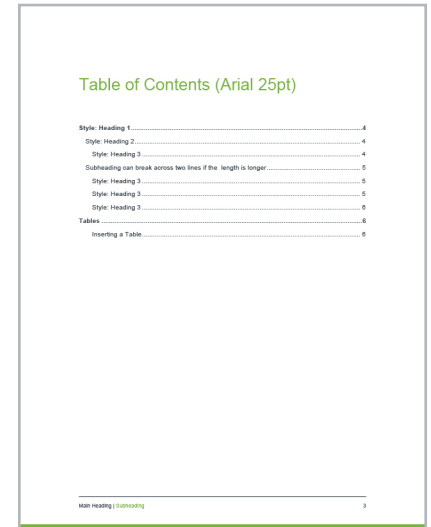 Table of Contents (Arial 25pt)
Style: Heading 1........................................4
Style: Heading 2........................................ 4
Style: Heading 3........................................ 4
Subheading can break across two lines if the length is longer........................................ 5
Style: Heading 3........................................ 5
Style: Heading 3........................................ 5
Style: Heading 3........................................ 6
Tables ........................................6
Inserting a Table........................................ 6
Main Heading | Subheading 3